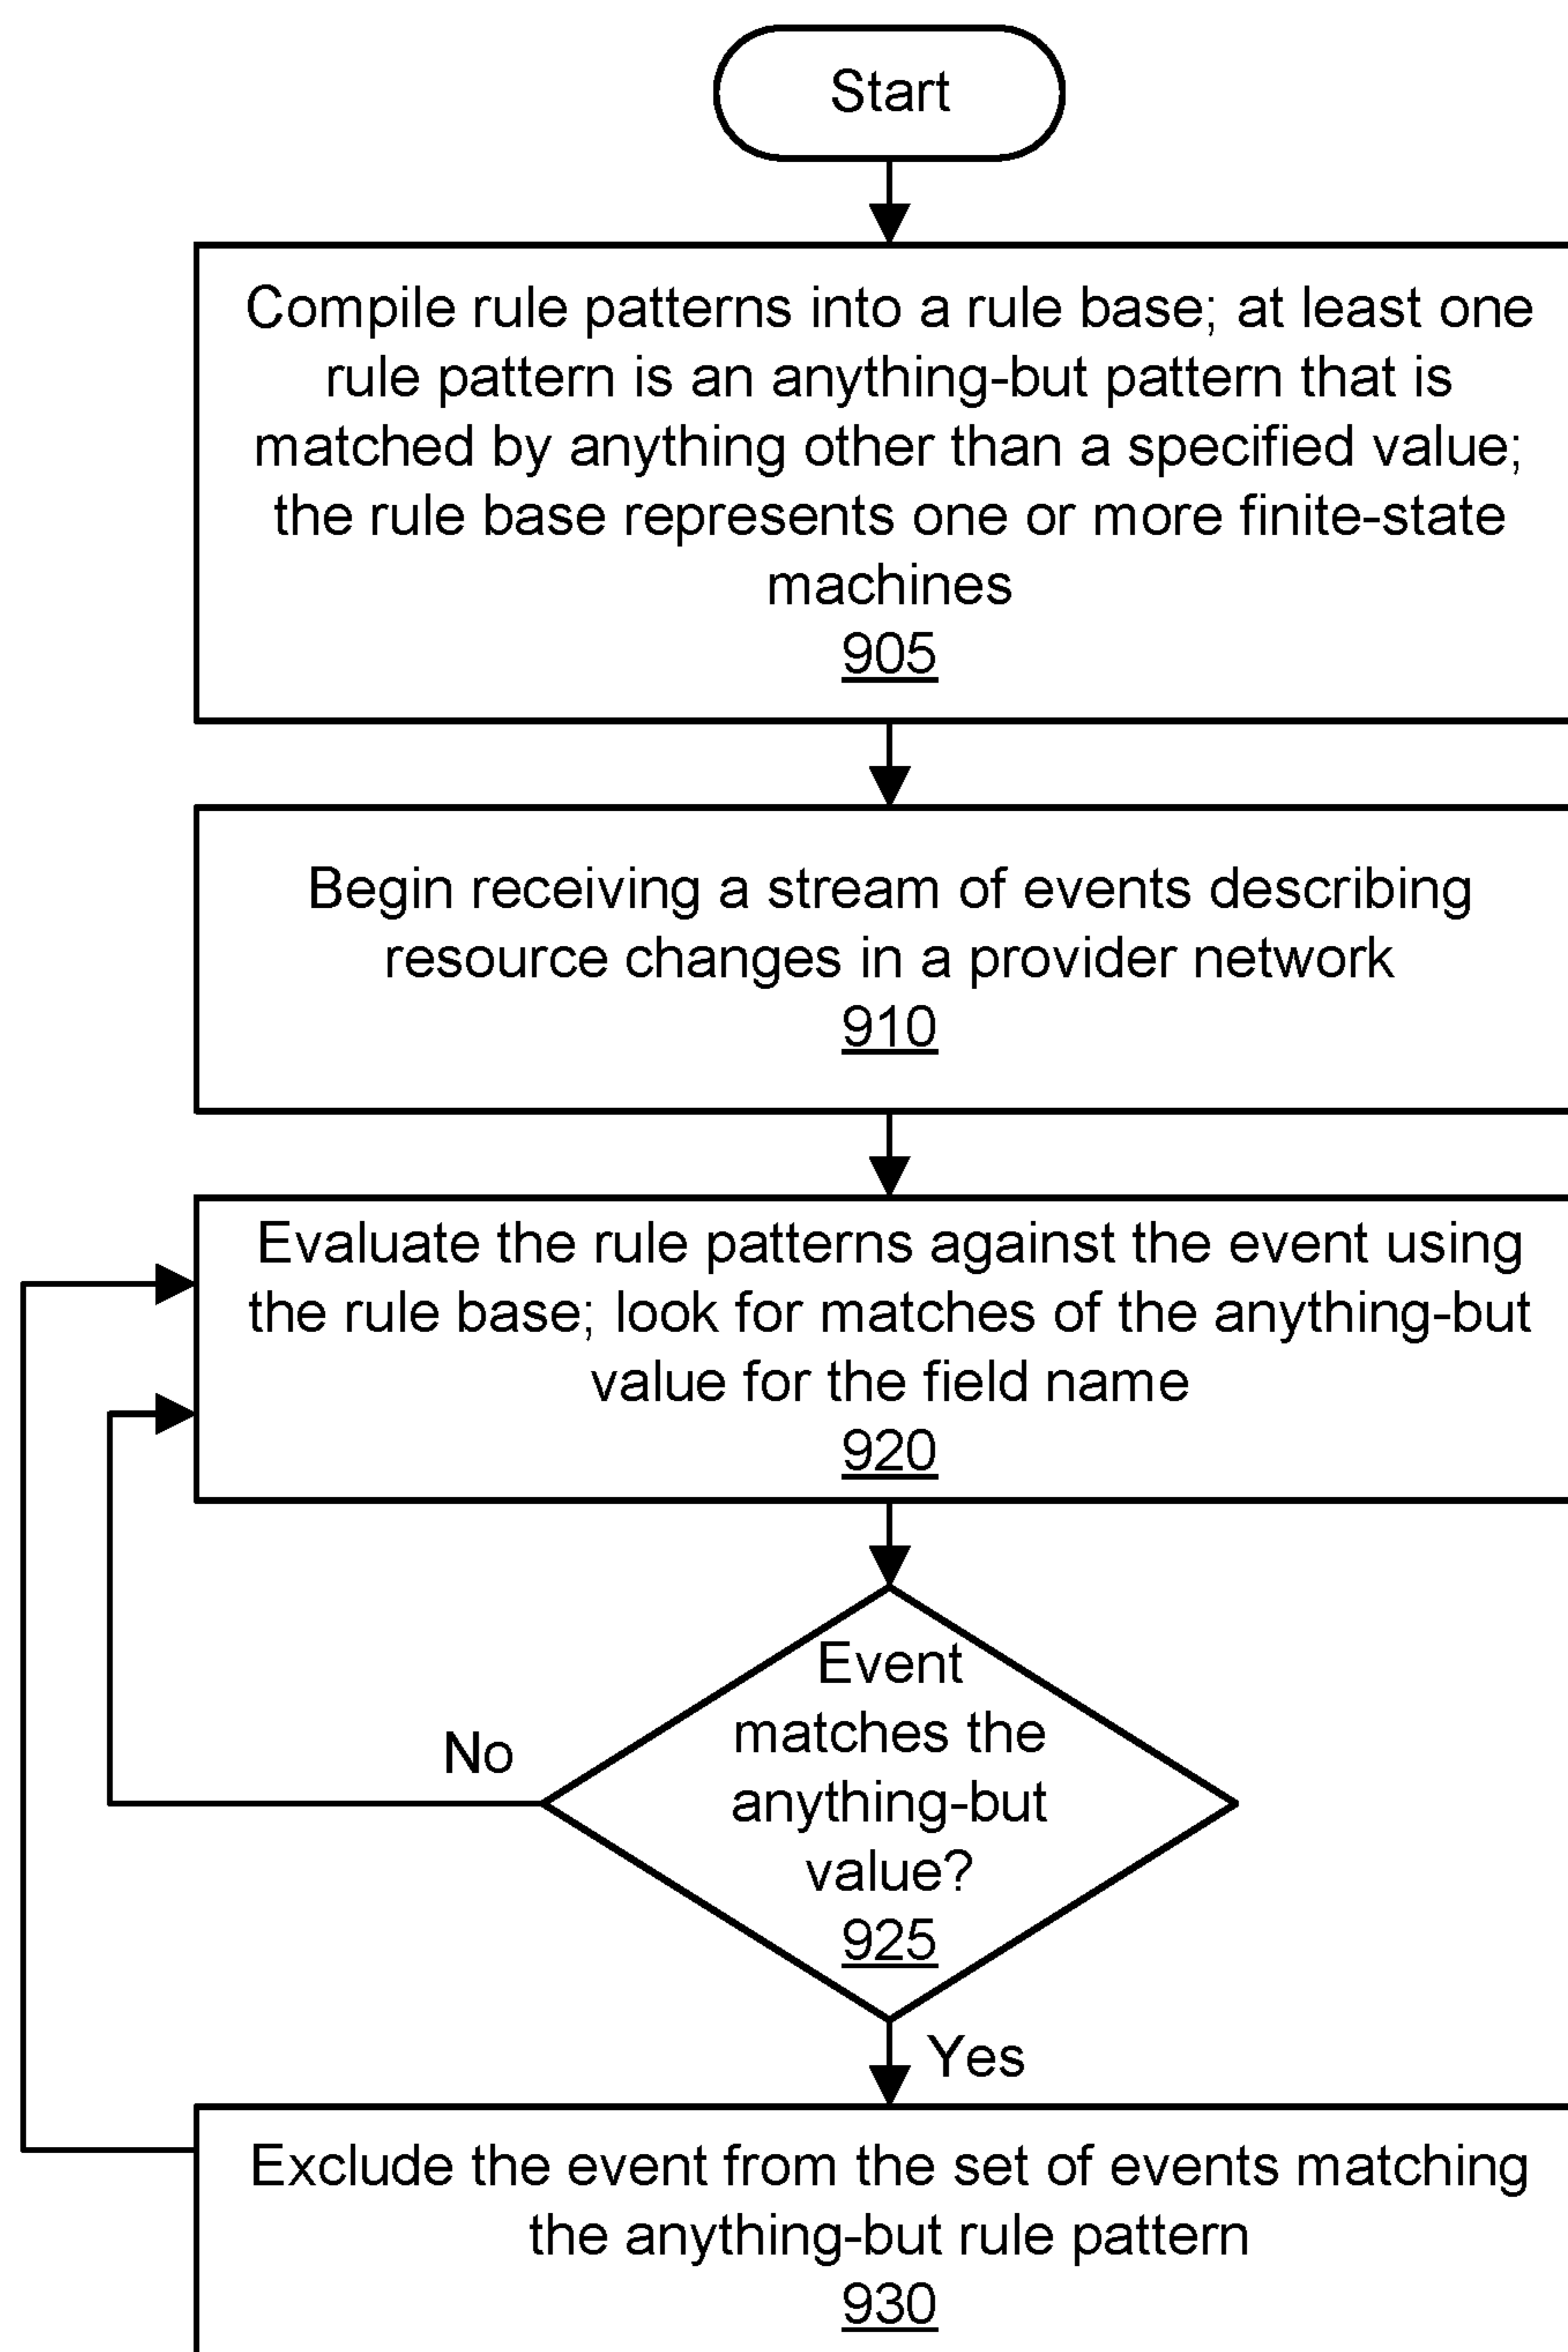 Start
Compile rule patterns into a rule base; at least one
rule pattern is an anything-but pattern that is
matched by anything other than a specified value;
the rule base represents one or more finite-state
machines
905
Begin receiving a stream of events describing
resource changes in a provider network
910
Evaluate the rule patterns against the event using
the rule base; look for matches of the anything-but
value for the field name
920
Event
matches the
anything-but
value?
925
No
Yes
Exclude the event from the set of events matching
the anything-but rule pattern
930